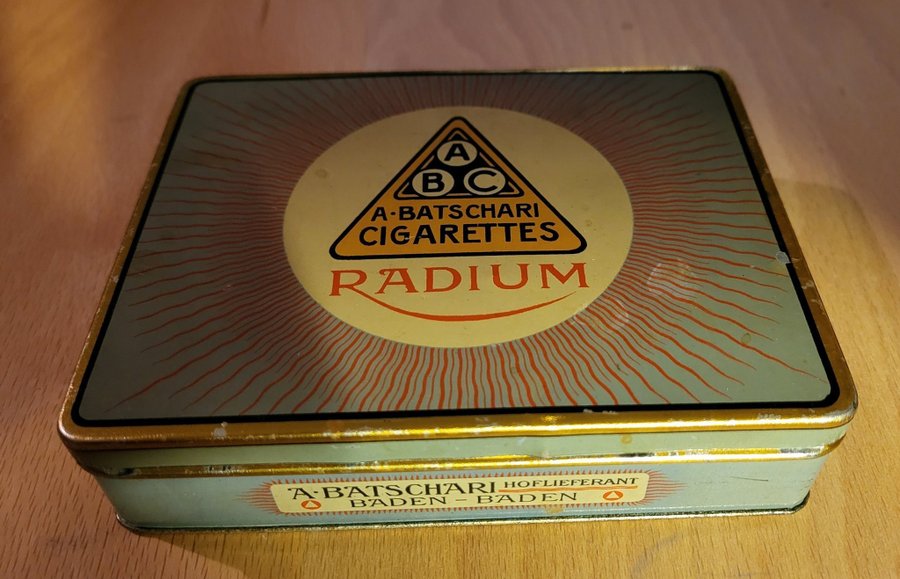 A
B C
A·BATSCHARI
CIGARETTES
RADIUM
A·BATSCHARI HOFLIEFERANT
BADEN-BADEN